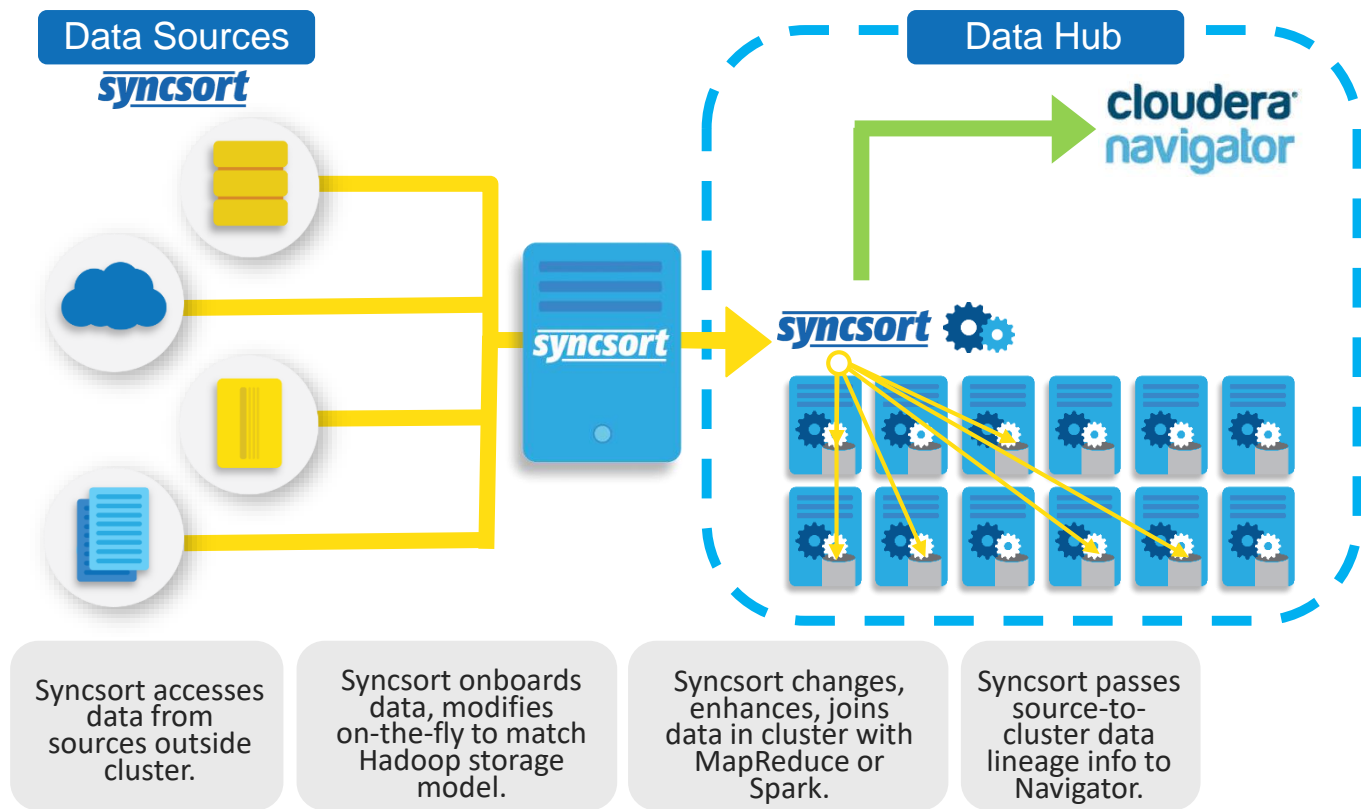 Data Sources
syncsort
Data Hub
cloudera
navigator
syncsort
syncsort
Syncsort accesses
data from
sources outside
cluster.
Syncsort onboards
data, modifies
on-the-fly to match
Hadoop storage
model.
Syncsort changes,
enhances, joins
data in cluster with
MapReduce or
Spark.
Syncsort passes
source-to-
cluster data
lineage info to
Navigator.